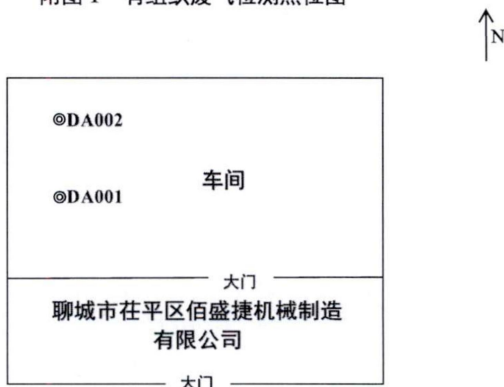 附图 1 有组织废气检测点位图
N
◎DA002
车间
◎DA001
大门
聊城市茌平区佰盛捷机械制造
有限公司
大门